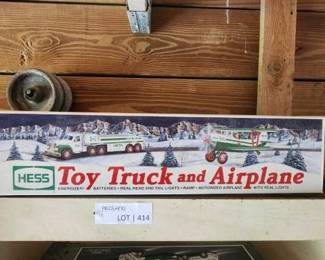 HESS
Toy Truck and Airplane
ENERGIZER® BATTERIES • REAL HEAD AND TAIL LIGHTS • RAMP • MOTORIZED AIRPLANE WITH REAL LIGHTS
LOT | 414